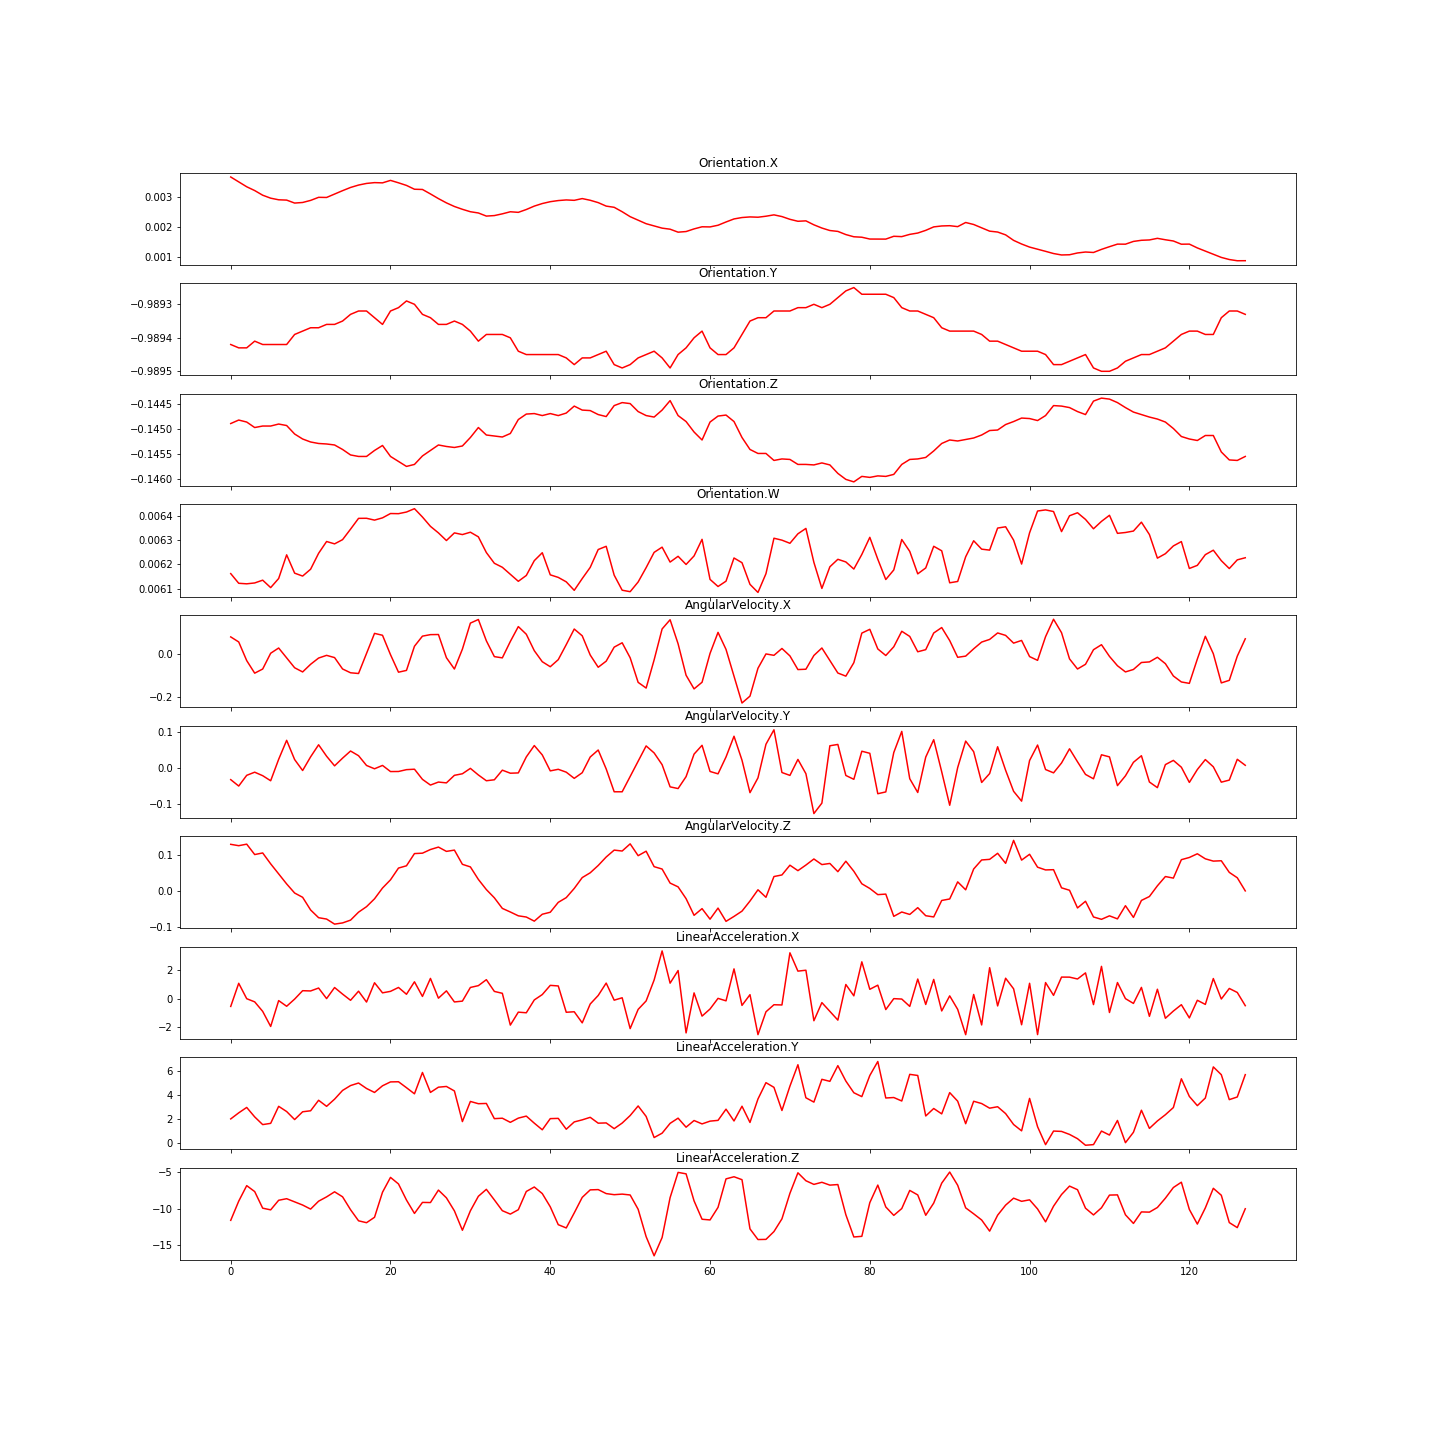 Orientation.X
0.003
0.002
0.001
Orientation.Y
−0.9893
−0.9894
−0.9895
Orientation.Z
−0.1445
−0.1450
−0.1455
−0.1460
Orientation.W
0.0064
0.0063
0.0062
0.0061
AngularVelocity.X
0.0
−0.2
AngularVelocity.Y
0.1
0.0
−0.1
AngularVelocity.Z
0.1
0.0
−0.1
LinearAcceleration.X
2
0
−2
LinearAcceleration.Y
6
4
2
0
LinearAcceleration.Z
−5
−10
−15
0 20 40 60 80 100 120